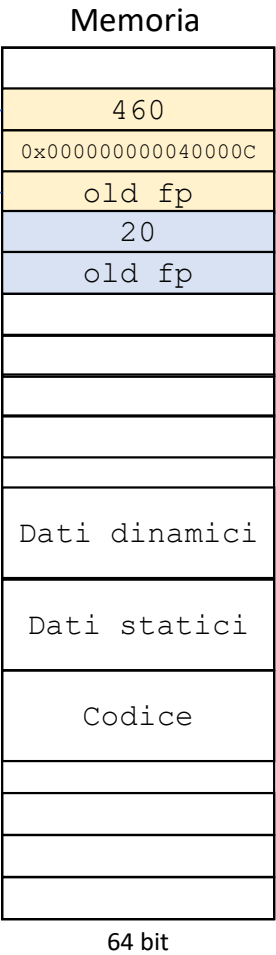 Memoria
460
0x000000000040000C
old fp
20
old fp
Dati dinamici
Dati statici
Codice
64 bit